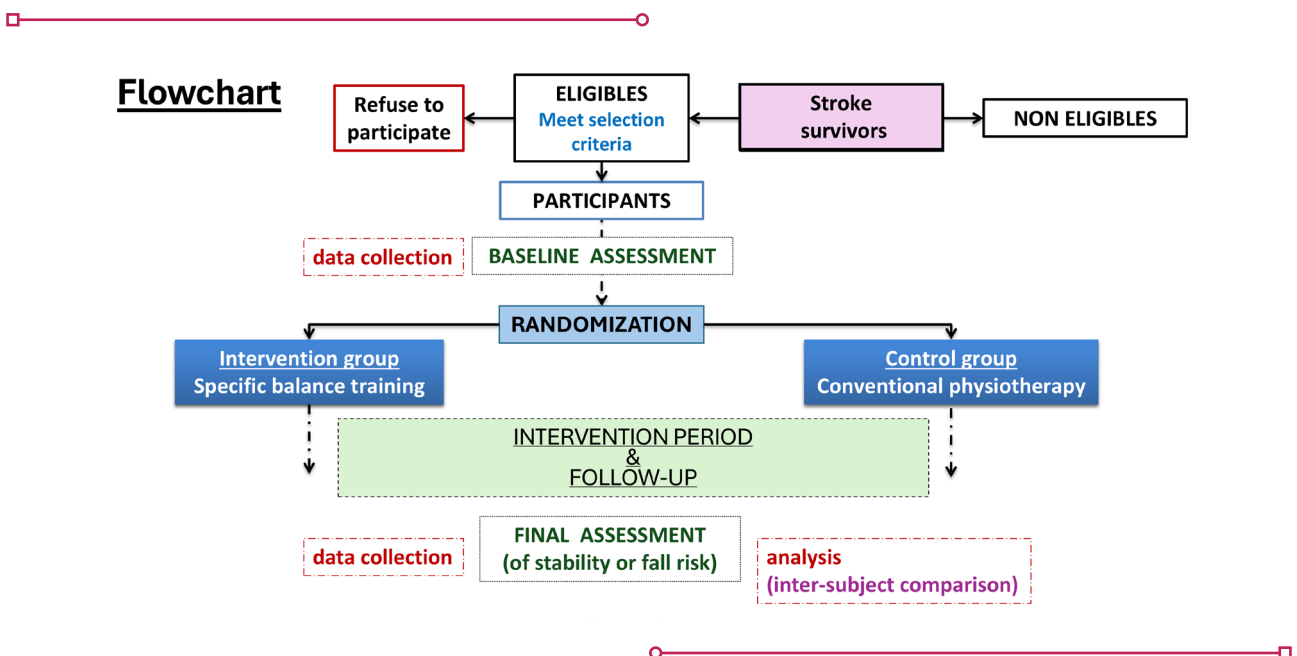 Flowchart
Refuse to
participate
ELIGIBLES
Meet selection
criteria
Stroke
survivors
NON ELIGIBLES
PARTICIPANTS
data collection
BASELINE ASSESSMENT
RANDOMIZATION
Intervention group
Specific balance training
Control group
Conventional physiotherapy
INTERVENTION PERIOD
&
FOLLOW-UP
data collection
FINAL ASSESSMENT
(of stability or fall risk)
analysis
(inter-subject comparison)